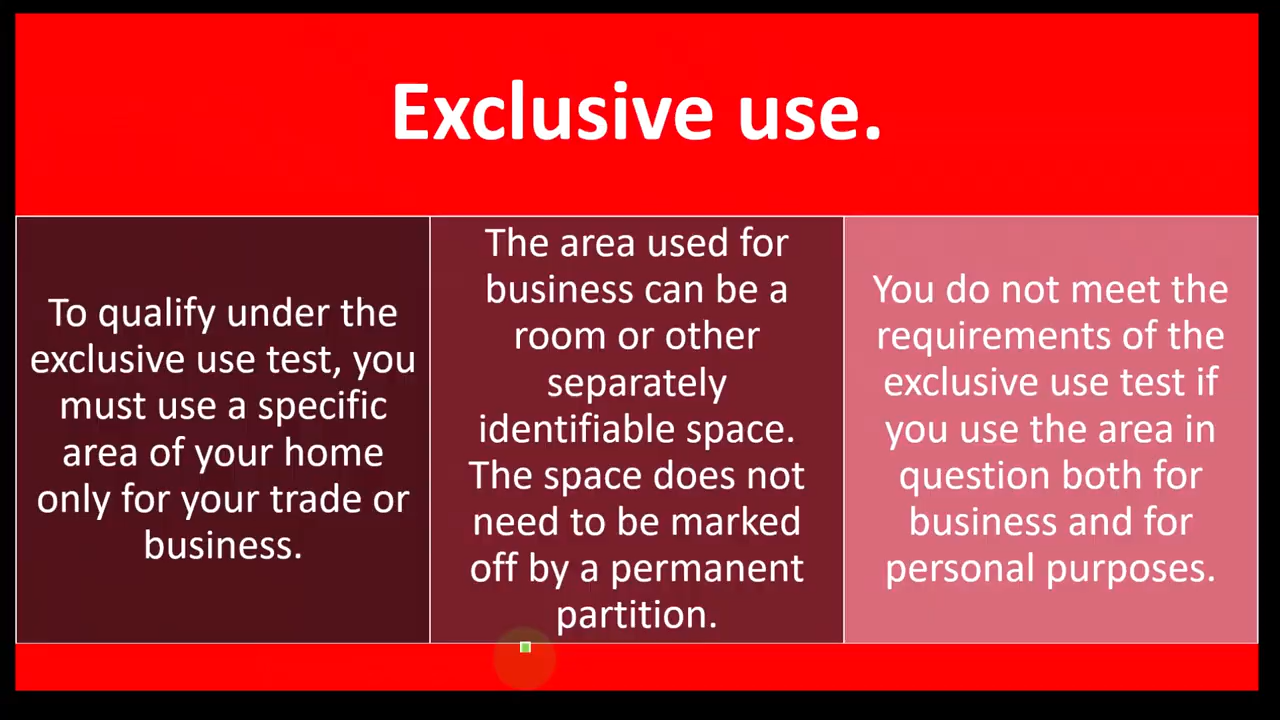 Exclusive use.
To qualify under the
exclusive use test, you
must use a specific
area of your home
only for your trade or
business.
The area used for
business can be a
room or other
separately
identifiable space.
The space does not
need to be marked
off by a permanent
partition.
You do not meet the
requirements of the
exclusive use test if
you use the area in
question both for
business and for
personal purposes.